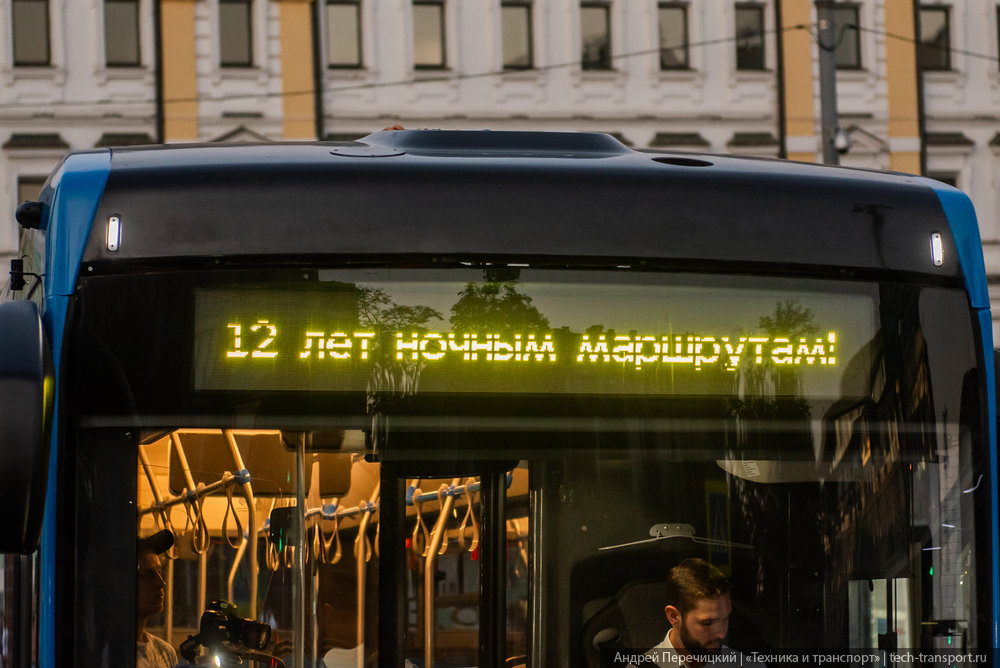 12 лет ночным маршрутам!
Андрей Перечицкий | «Техника и транспорт» | tech-transport.ru